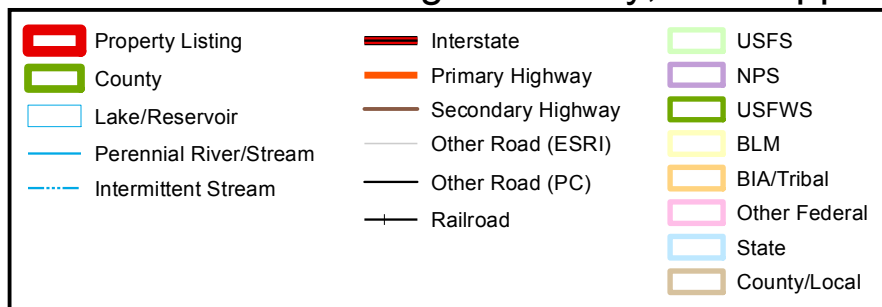 Property Listing
County
Lake/Reservoir
Perennial River/Stream
Intermittent Stream
Interstate
Primary Highway
Secondary Highway
Other Road (ESRI)
Other Road (PC)
Railroad
USFS
NPS
USFWS
BLM
BIA/Tribal
Other Federal
State
County/Local